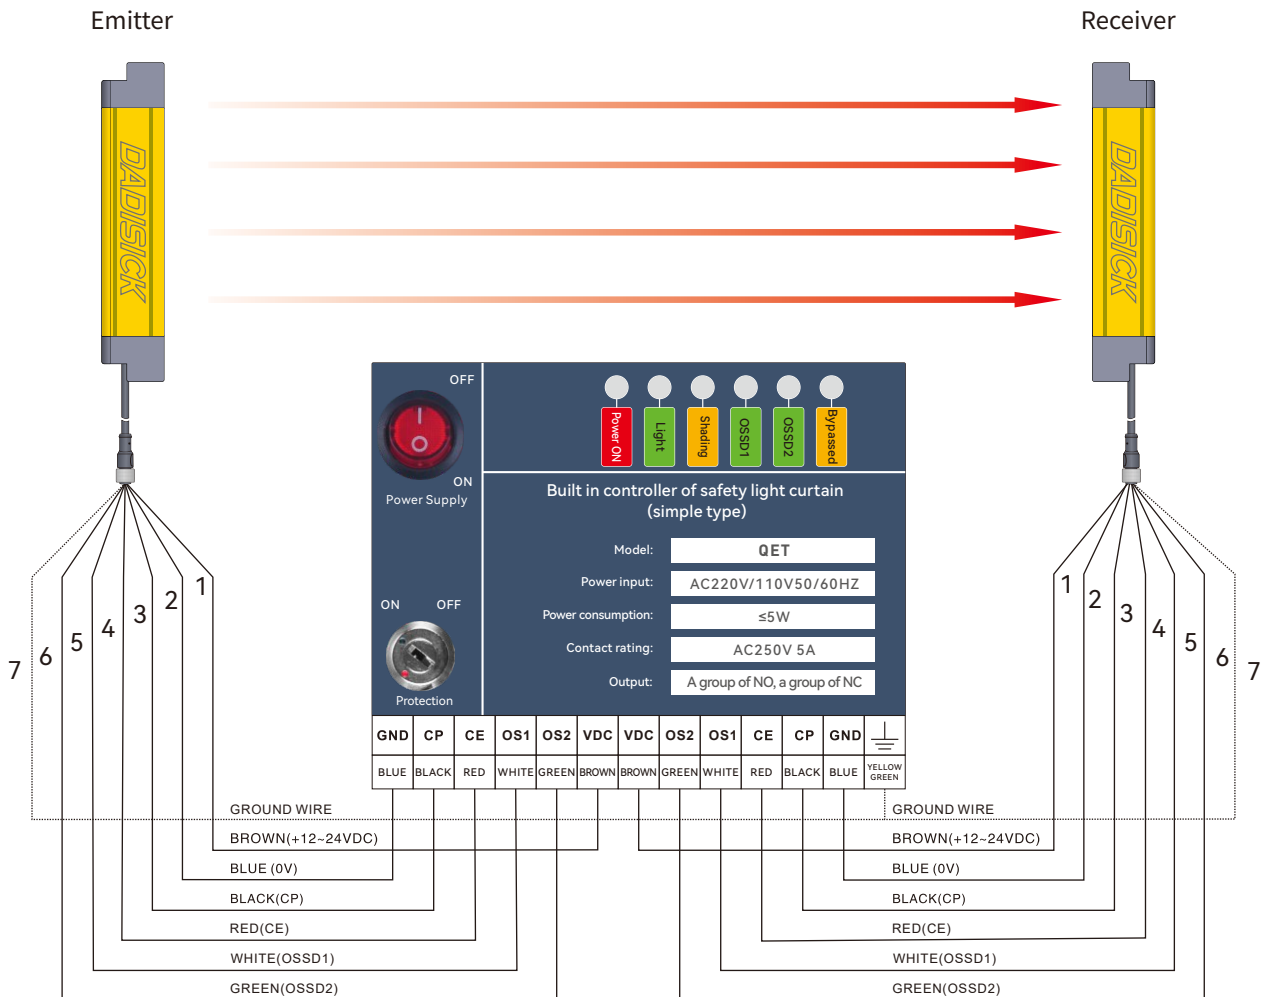 Emitter
Receiver
DADISICK
DADISICK
OFF
ON
Power Supply
Power ON
Light
Shading
OSSD1
OSSD2
Bypassed
Built in controller of safety light curtain
(simple type)
Model: QET
Power input: AC220V/110V50/60HZ
Power consumption: ≤5W
Contact rating: AC250V 5A
Output: A group of NO, a group of NC
ON OFF
Protection
GND CP CE OS1 OS2 VDC VDC OS2 OS1 CE CP GND
BLUE BLACK RED WHITE GREEN BROWN BROWN GREEN WHITE RED BLACK BLUE YELLOW
GREEN
7 6 5 4 3 2 1
1 2 3 4 5 6 7
GROUND WIRE
BROWN(+12~24VDC)
BLUE (0V)
BLACK(CP)
RED(CE)
WHITE(OSSD1)
GREEN(OSSD2)
GROUND WIRE
BROWN(+12~24VDC)
BLUE (0V)
BLACK(CP)
RED(CE)
WHITE(OSSD1)
GREEN(OSSD2)